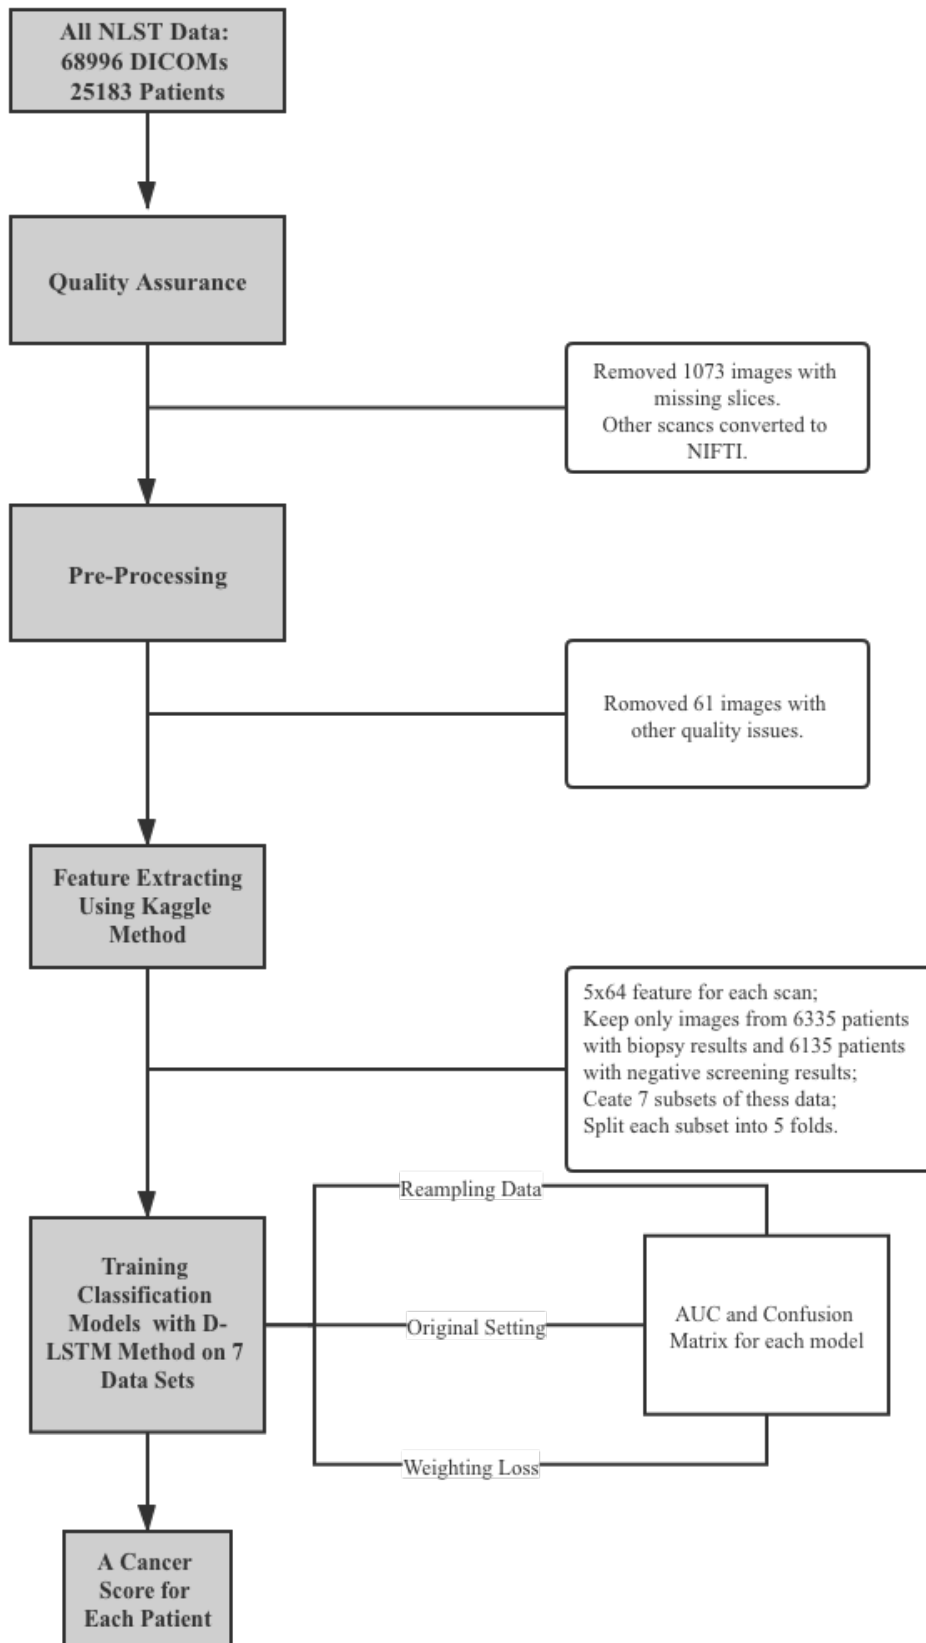 All NLST Data:
68996 DICOMs
25183 Patients
Quality Assurance
Removed 1073 images with
missing slices.
Other scancs converted to
NIFTI.
Pre-Processing
Romoved 61 images with
other quality issues.
Feature Extracting
Using Kaggle
Method
5x64 feature for each scan;
Keep only images from 6335 patients
with biopsy results and 6135 patients
with negative screening results;
Ceate 7 subsets of thess data;
Split each subset into 5 folds.
Reampling Data
Training
Classification
Models with D-
LSTM Method on 7
Data Sets
Original Setting
AUC and Confusion
Matrix for each model
Weighting Loss
A Cancer
Score for
Each Patient